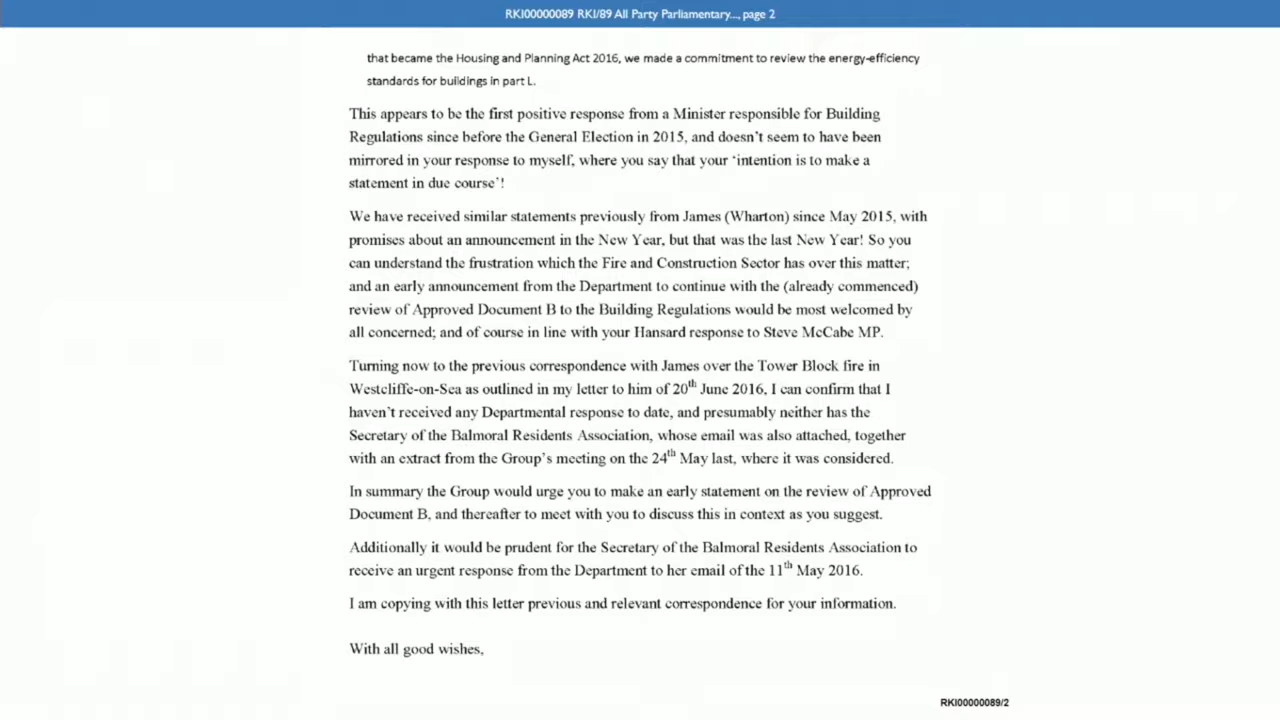 RKI00000089 RKI/89 All Party Parliamentary..., page 2
that became the Housing and Planning Act 2016, we made a commitment to review the energy-efficiency
standards for buildings in part L.
This appears to be the first positive response from a Minister responsible for Building
Regulations since before the General Election in 2015, and doesn't seem to have been
mirrored in your response to myself, where you say that your 'intention is to make a
statement in due course'!
We have received similar statements previously from James (Wharton) since May 2015, with
promises about an announcement in the New Year, but that was the last New Year! So you
can understand the frustration which the Fire and Construction Sector has over this matter;
and an early announcement from the Department to continue with the (already commenced)
review of Approved Document B to the Building Regulations would be most welcomed by
all concerned; and of course in line with your Hansard response to Steve McCabe MP.
Turning now to the previous correspondence with James over the Tower Block fire in
Westcliffe-on-Sea as outlined in my letter to him of 20th June 2016, I can confirm that I
haven't received any Departmental response to date, and presumably neither has the
Secretary of the Balmoral Residents Association, whose email was also attached, together
with an extract from the Group's meeting on the 24th May last, where it was considered.
In summary the Group would urge you to make an early statement on the review of Approved
Document B, and thereafter to meet with you to discuss this in context as you suggest.
Additionally it would be prudent for the Secretary of the Balmoral Residents Association to
receive an urgent response from the Department to her email of the 11th May 2016.
I am copying with this letter previous and relevant correspondence for your information.
With all good wishes,
RKI00000089/2